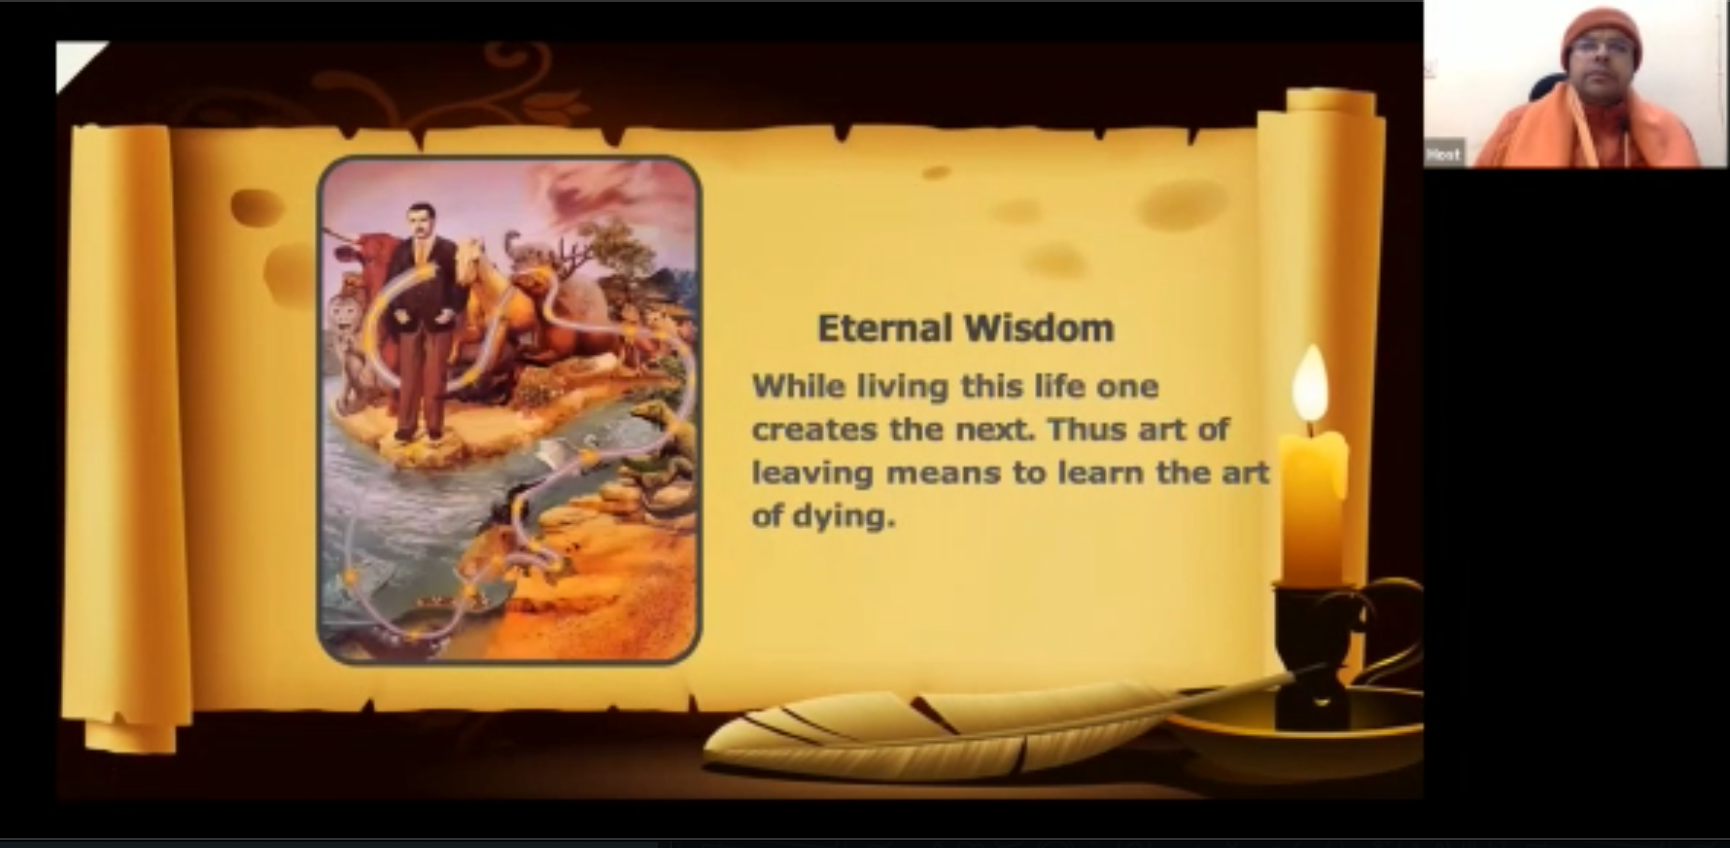 Eternal Wisdom
While living this life one
creates the next. Thus art of
leaving means to learn the art
of dying.
Host